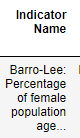 Indicator
Name
Barro-Lee:
Percentage
of female
population
age...